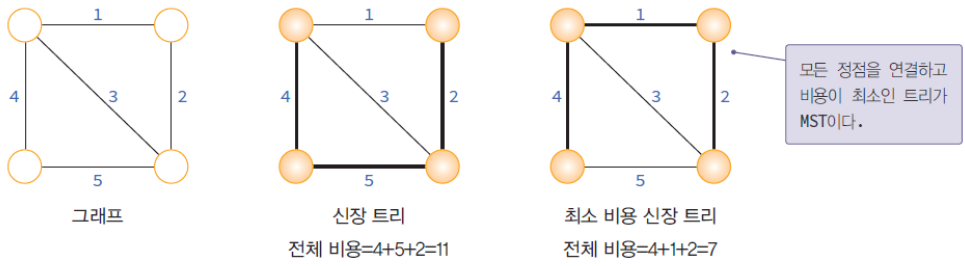 1
4
3
2
5
그래프
1
4
3
2
5
신장 트리
전체 비용=4+5+2=11
1
4
3
2
5
최소 비용 신장 트리
전체 비용=4+1+2=7
모든 정점을 연결하고
비용이 최소인 트리가
MST이다.